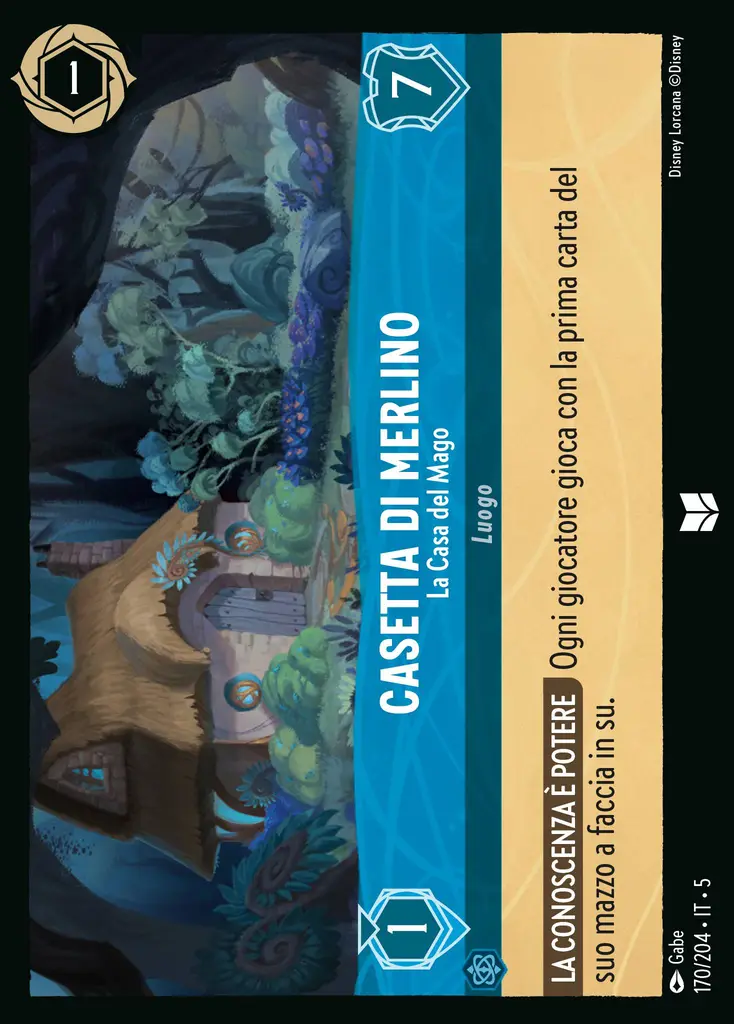 1
7
CASETTA DI MERLINO
La Casa del Mago
1
Luogo
LA CONOSCENZA È POTERE Ogni giocatore gioca con la prima carta del
suo mazzo a faccia in su.
Gabe
170/204 • IT • 5
Disney Lorcana ©Disney